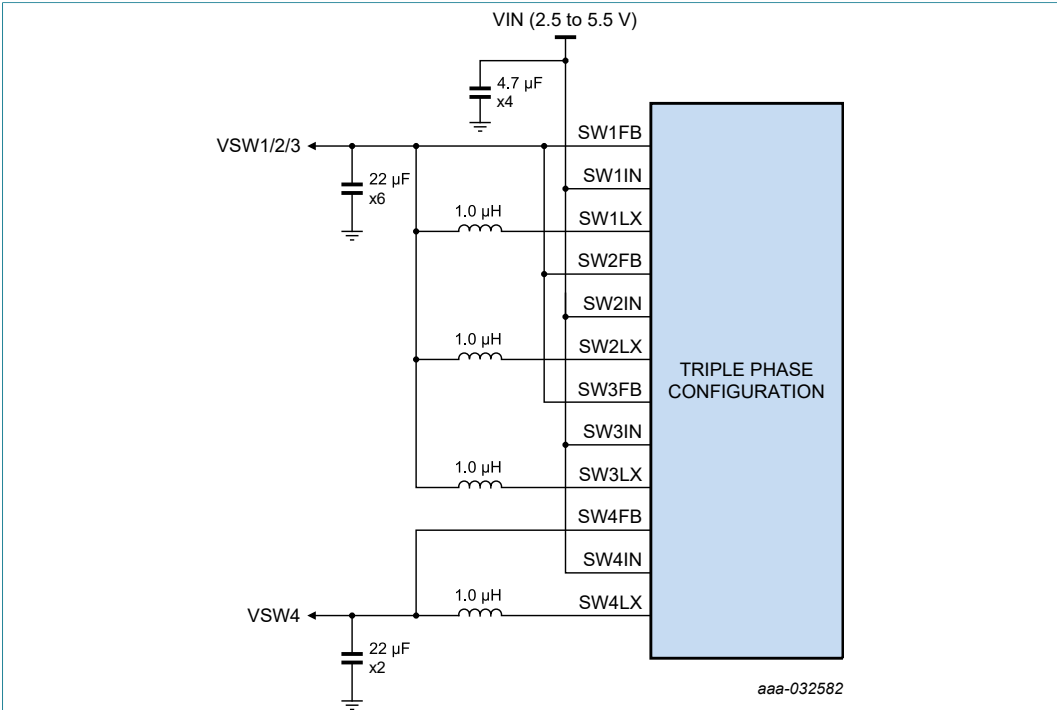 VIN (2.5 to 5.5 V)
4.7 µF
x4
SW1FB
VSW1/2/3
22 µF
x6
SW1IN
1.0 µH
SW1LX
SW2FB
SW2IN
1.0 µH
SW2LX
TRIPLE PHASE
CONFIGURATION
SW3FB
SW3IN
1.0 µH
SW3LX
SW4FB
SW4IN
1.0 µH
SW4LX
VSW4
22 µF
x2
aaa-032582